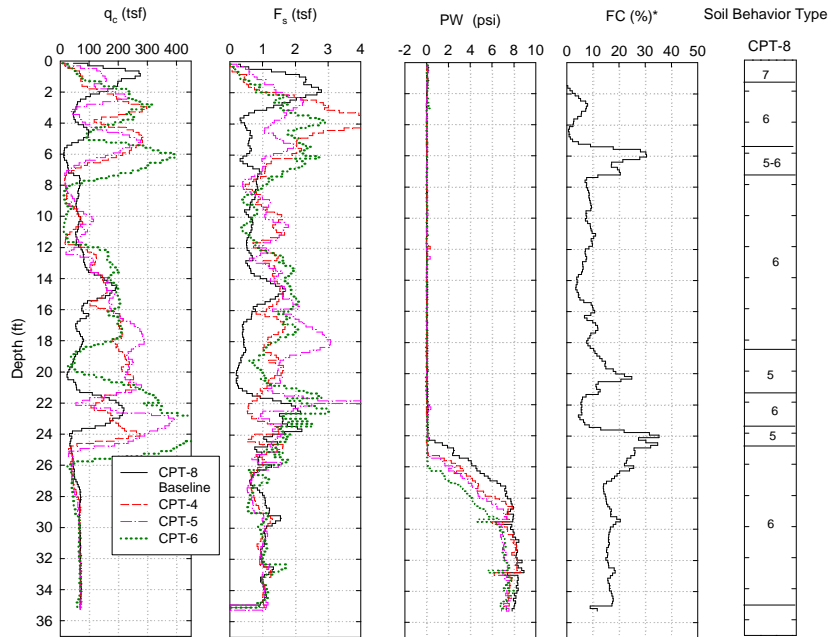 q_c (tsf)
F_s (tsf)
PW (psi)
FC (%)*
Soil Behavior Type
CPT-8
0 100 200 300 400
0 1 2 3 4
-2 0 2 4 6 8 10
0 10 20 30 40 50
Depth (ft)
0
2
4
6
8
10
12
14
16
18
20
22
24
26
28
30
32
34
36
CPT-8
Baseline
CPT-4
CPT-5
CPT-6
7
6
5-6
6
5
6
5
6